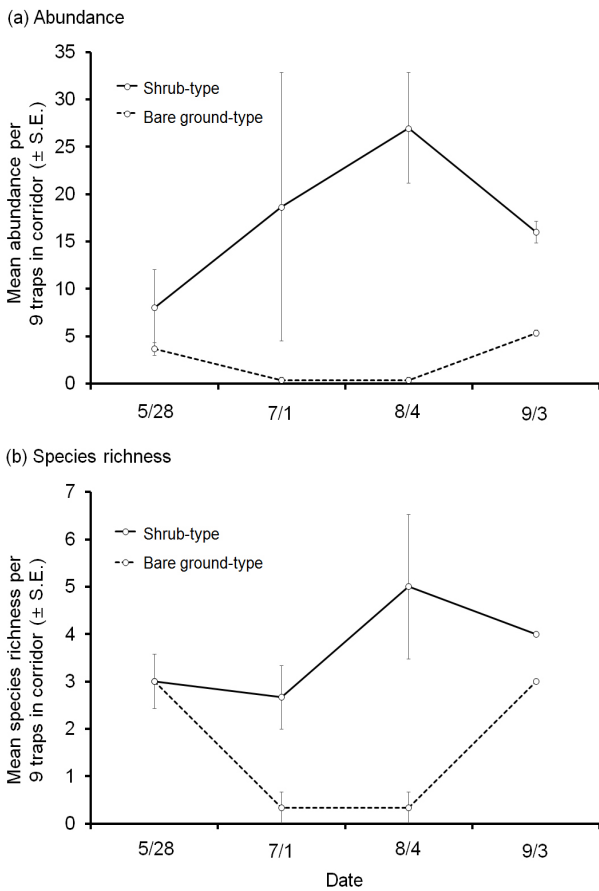 (a) Abundance
Mean abundance per
9 traps in corridor (± S.E.)
35
30
25
20
15
10
5
0
Shrub-type
Bare ground-type
5/28 7/1 8/4 9/3
(b) Species richness
Mean species richness per
9 traps in corridor (± S.E.)
7
6
5
4
3
2
1
0
Shrub-type
Bare ground-type
5/28 7/1 8/4 9/3
Date